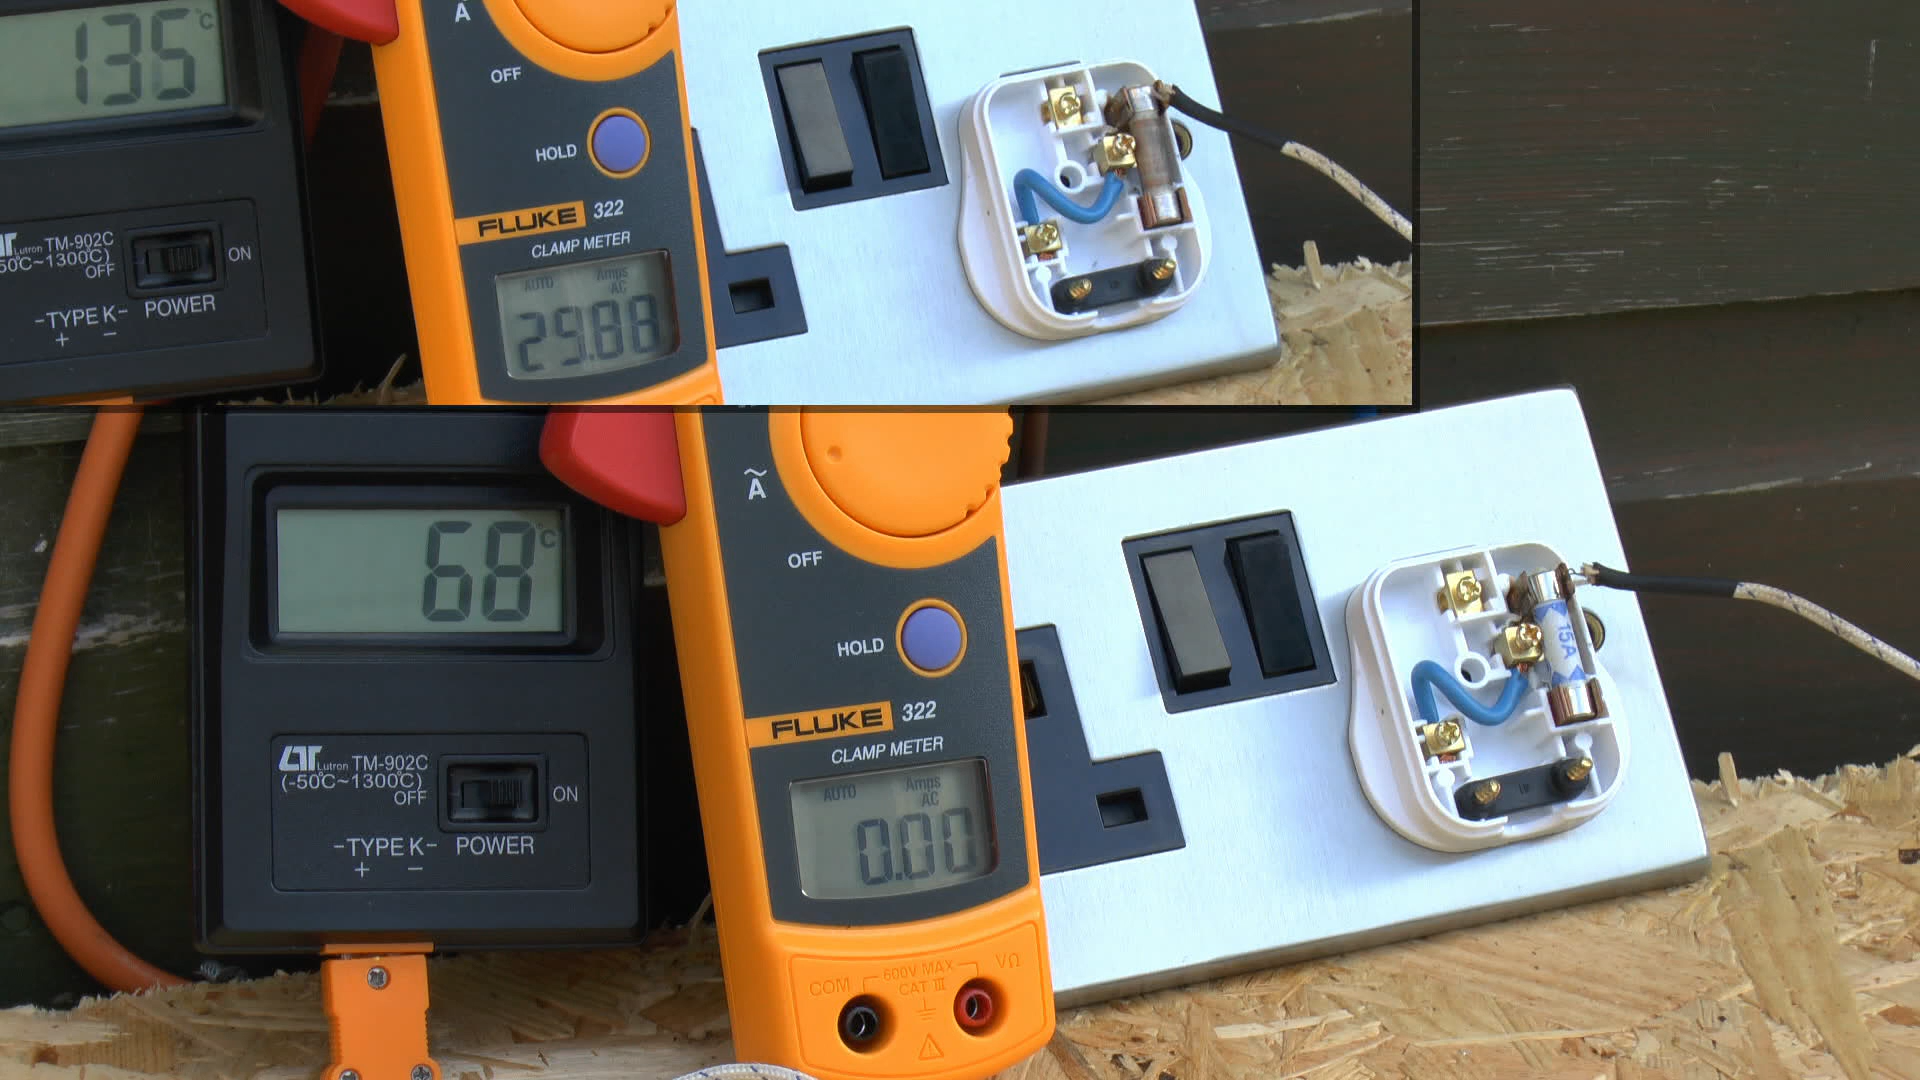 135 °C
Lutron TM-902C
50°C~1300°C)
OFF
ON
-TYPE K-
POWER
+ −
A
OFF
HOLD
FLUKE 322
CLAMP METER
AUTO Amps
AC
29.88
68 °C
Lutron TM-902C
(-50°C~1300°C)
OFF
ON
-TYPE K-
POWER
+ −
Ã
OFF
HOLD
FLUKE 322
CLAMP METER
AUTO Amps
AC
0.00
COM 600V MAX VΩ
CAT III
15A